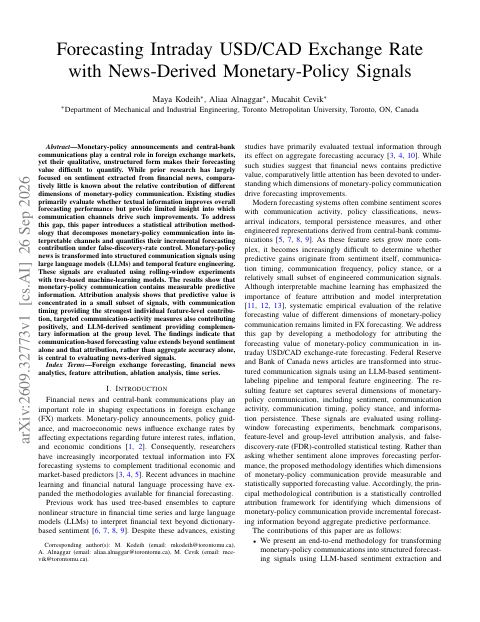 Forecasting Intraday USD/CAD Exchange Rate
with News-Derived Monetary-Policy Signals
Maya Kodeih*, Aliaa Alnaggar*, Mucahit Cevik*
*Department of Mechanical and Industrial Engineering, Toronto Metropolitan University, Toronto, ON, Canada
arXiv:2609.32773v1 [cs.AI] 26 Sep 2026
Abstract—Monetary-policy announcements and central-bank
communications play a central role in foreign exchange markets,
yet their qualitative, unstructured form makes their forecasting
value difficult to quantify. While prior research has largely
focused on sentiment extracted from financial news, compara-
tively little is known about the relative contribution of different
dimensions of monetary-policy communication. Existing studies
primarily evaluate whether textual information improves overall
forecasting performance but provide limited insight into which
communication channels drive such improvements. To address
this gap, this paper introduces a statistical attribution method-
ology that decomposes monetary-policy communication into in-
terpretable channels and quantifies their incremental forecasting
contribution under false-discovery-rate control. Monetary-policy
news is transformed into structured communication signals using
large language models (LLMs) and temporal feature engineering.
These signals are evaluated using rolling-window experiments
with tree-based machine-learning models. The results show that
monetary-policy communication contains measurable predictive
information. Attribution analysis shows that predictive value is
concentrated in a small subset of signals, with communication
timing providing the strongest individual feature-level contribu-
tion, targeted communication-activity measures also contributing
positively, and LLM-derived sentiment providing complemen-
tary information at the group level. The findings indicate that
communication-based forecasting value extends beyond sentiment
alone and that attribution, rather than aggregate accuracy alone,
is central to evaluating news-derived signals.
Index Terms—Foreign exchange forecasting, financial news
analytics, feature attribution, ablation analysis, time series.
I. INTRODUCTION
Financial news and central-bank communications play an
important role in shaping expectations in foreign exchange
(FX) markets. Monetary-policy announcements, policy guid-
ance, and macroeconomic news influence exchange rates by
affecting expectations regarding future interest rates, inflation,
and economic conditions [1, 2]. Consequently, researchers
have increasingly incorporated textual information into FX
forecasting systems to complement traditional economic and
market-based predictors [3, 4, 5]. Recent advances in machine
learning and financial natural language processing have ex-
panded the methodologies available for financial forecasting.
Previous work has used tree-based ensembles to capture
nonlinear structure in financial time series and large language
models (LLMs) to interpret financial text beyond dictionary-
based sentiment [6, 7, 8, 9]. Despite these advances, existing
Corresponding author(s): M. Kodeih (email: mkodeih@torontomu.ca),
A. Alnaggar (email: aliaa.alnaggar@torontomu.ca), M. Cevik (email: mce-
vik@torontomu.ca).
studies have primarily evaluated textual information through
its effect on aggregate forecasting accuracy [3, 4, 10]. While
such studies suggest that financial news contains predictive
value, comparatively little attention has been devoted to under-
standing which dimensions of monetary-policy communication
drive forecasting improvements.
Modern forecasting systems often combine sentiment scores
with communication activity, policy classifications, news-
arrival indicators, temporal persistence measures, and other
engineered representations derived from central-bank commu-
nications [5, 7, 8, 9]. As these feature sets grow more com-
plex, it becomes increasingly difficult to determine whether
predictive gains originate from sentiment itself, communica-
tion timing, communication frequency, policy stance, or a
relatively small subset of engineered communication signals.
Although interpretable machine learning has emphasized the
importance of feature attribution and model interpretation
[11, 12, 13], systematic empirical evaluation of the relative
forecasting value of different dimensions of monetary-policy
communication remains limited in FX forecasting. We address
this gap by developing a methodology for attributing the
forecasting value of monetary-policy communication in in-
traday USD/CAD exchange-rate forecasting. Federal Reserve
and Bank of Canada news articles are transformed into struc-
tured communication signals using an LLM-based sentiment-
labeling pipeline and temporal feature engineering. The re-
sulting feature set captures several dimensions of monetary-
policy communication, including sentiment, communication
activity, communication timing, policy stance, and informa-
tion persistence. These signals are evaluated using rolling-
window forecasting experiments, benchmark comparisons,
feature-level and group-level attribution analysis, and false-
discovery-rate (FDR)-controlled statistical testing. Rather than
asking whether sentiment alone improves forecasting perfor-
mance, the proposed methodology identifies which dimensions
of monetary-policy communication provide measurable and
statistically supported forecasting value. Accordingly, the prin-
cipal methodological contribution is a statistically controlled
attribution framework for identifying which dimensions of
monetary-policy communication provide incremental forecast-
ing information beyond aggregate predictive performance.
The contributions of this paper are as follows:
• We present an end-to-end methodology for transforming
monetary-policy communications into structured forecast-
ing signals using LLM-based sentiment extraction and